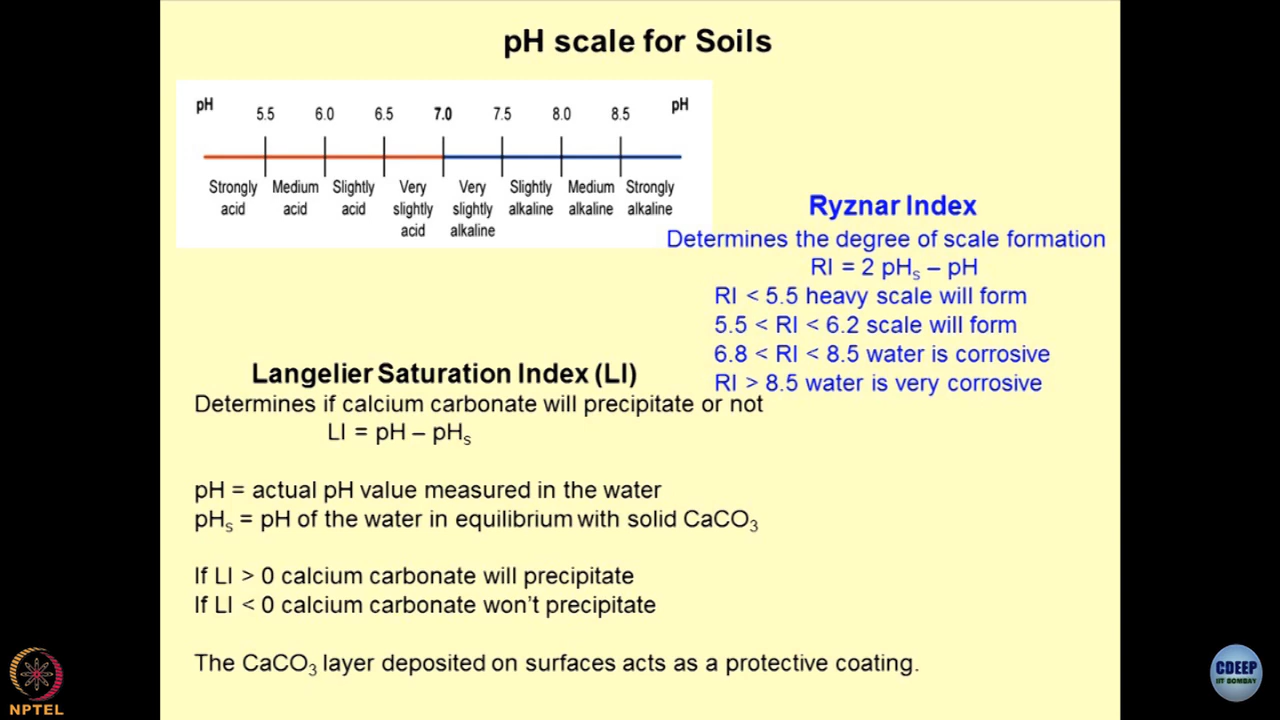 pH scale for Soils
pH 5.5 6.0 6.5 7.0 7.5 8.0 8.5 pH
Strongly acid
Medium acid
Slightly acid
Very slightly acid
Very slightly alkaline
Slightly alkaline
Medium alkaline
Strongly alkaline
Ryznar Index
Determines the degree of scale formation
RI = 2 pHₛ – pH
RI < 5.5 heavy scale will form
5.5 < RI < 6.2 scale will form
6.8 < RI < 8.5 water is corrosive
RI > 8.5 water is very corrosive
Langelier Saturation Index (LI)
Determines if calcium carbonate will precipitate or not
LI = pH – pHₛ
pH = actual pH value measured in the water
pHₛ = pH of the water in equilibrium with solid CaCO₃
If LI > 0 calcium carbonate will precipitate
If LI < 0 calcium carbonate won't precipitate
The CaCO₃ layer deposited on surfaces acts as a protective coating.
NPTEL
CDEEP
IIT BOMBAY